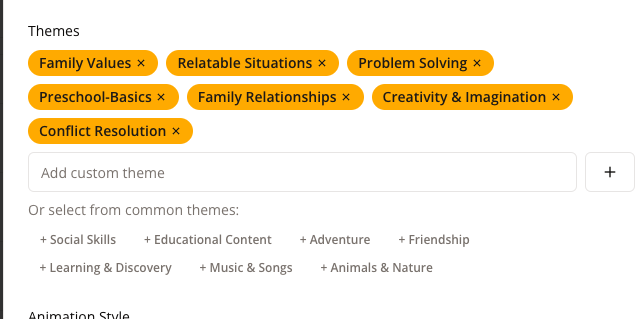 Themes
Family Values × Relatable Situations × Problem Solving ×
Preschool-Basics × Family Relationships × Creativity & Imagination ×
Conflict Resolution ×
Add custom theme +
Or select from common themes:
+ Social Skills + Educational Content + Adventure + Friendship
+ Learning & Discovery + Music & Songs + Animals & Nature
Animation Style